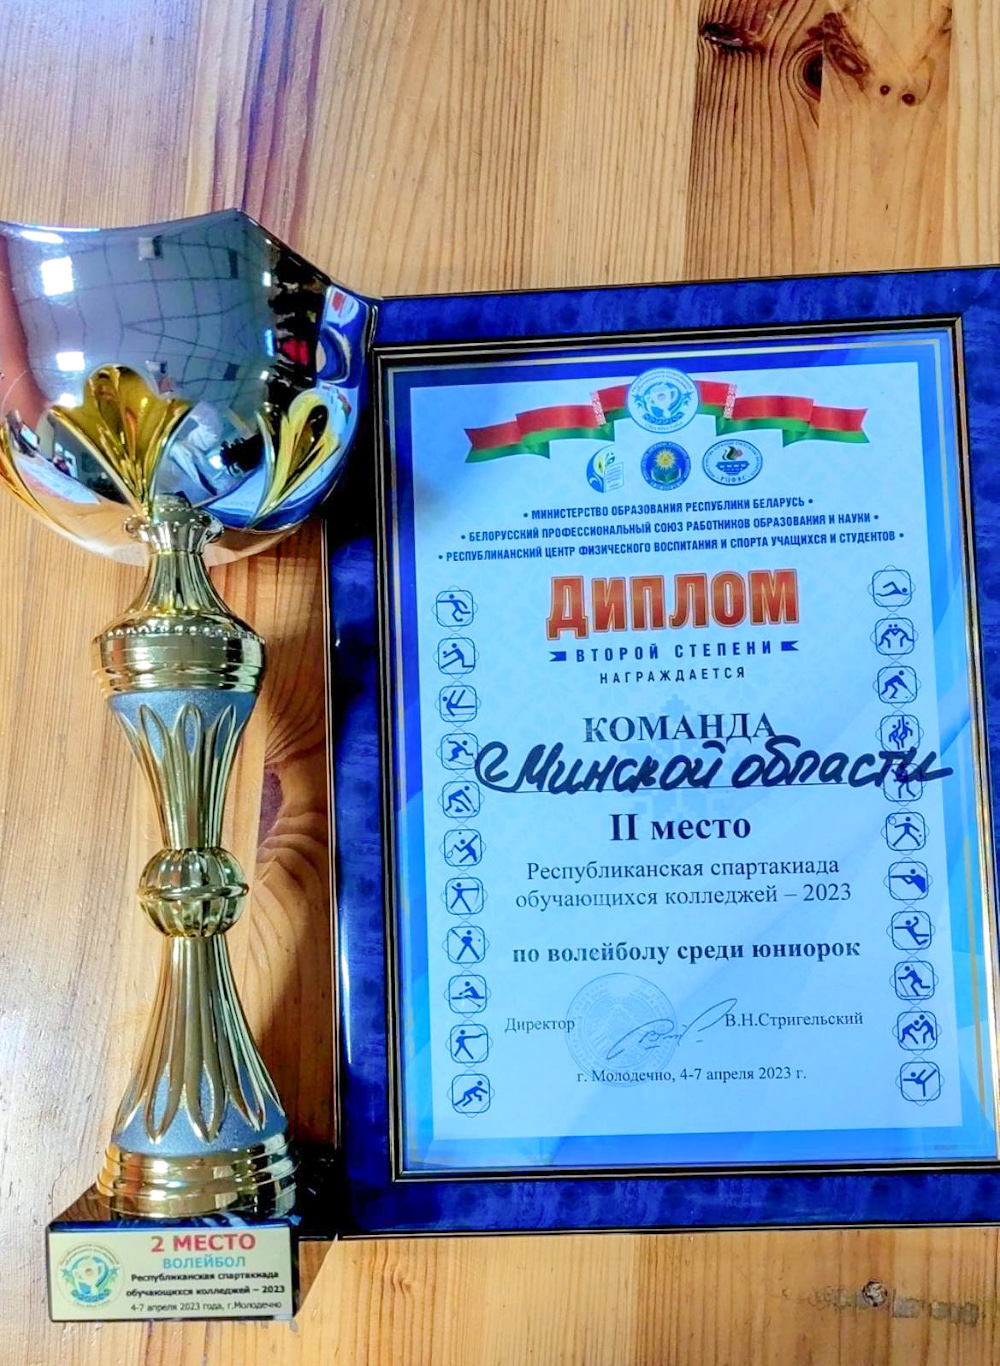 • МИНИСТЕРСТВО ОБРАЗОВАНИЯ РЕСПУБЛИКИ БЕЛАРУСЬ •
• БЕЛОРУССКИЙ ПРОФЕССИОНАЛЬНЫЙ СОЮЗ РАБОТНИКОВ ОБРАЗОВАНИЯ И НАУКИ •
• РЕСПУБЛИКАНСКИЙ ЦЕНТР ФИЗИЧЕСКОГО ВОСПИТАНИЯ И СПОРТА УЧАЩИХСЯ И СТУДЕНТОВ •
ДИПЛОМ
ВТОРОЙ СТЕПЕНИ
НАГРАЖДАЕТСЯ
КОМАНДА
Минской области
II место
Республиканская спартакиада
обучающихся колледжей – 2023
по волейболу среди юниорок
Директор В.Н.Стригельский
г. Молодечно, 4-7 апреля 2023 г.
2 МЕСТО
ВОЛЕЙБОЛ
Республиканская спартакиада
обучающихся колледжей – 2023
4-7 апреля 2023 года, г.Молодечно